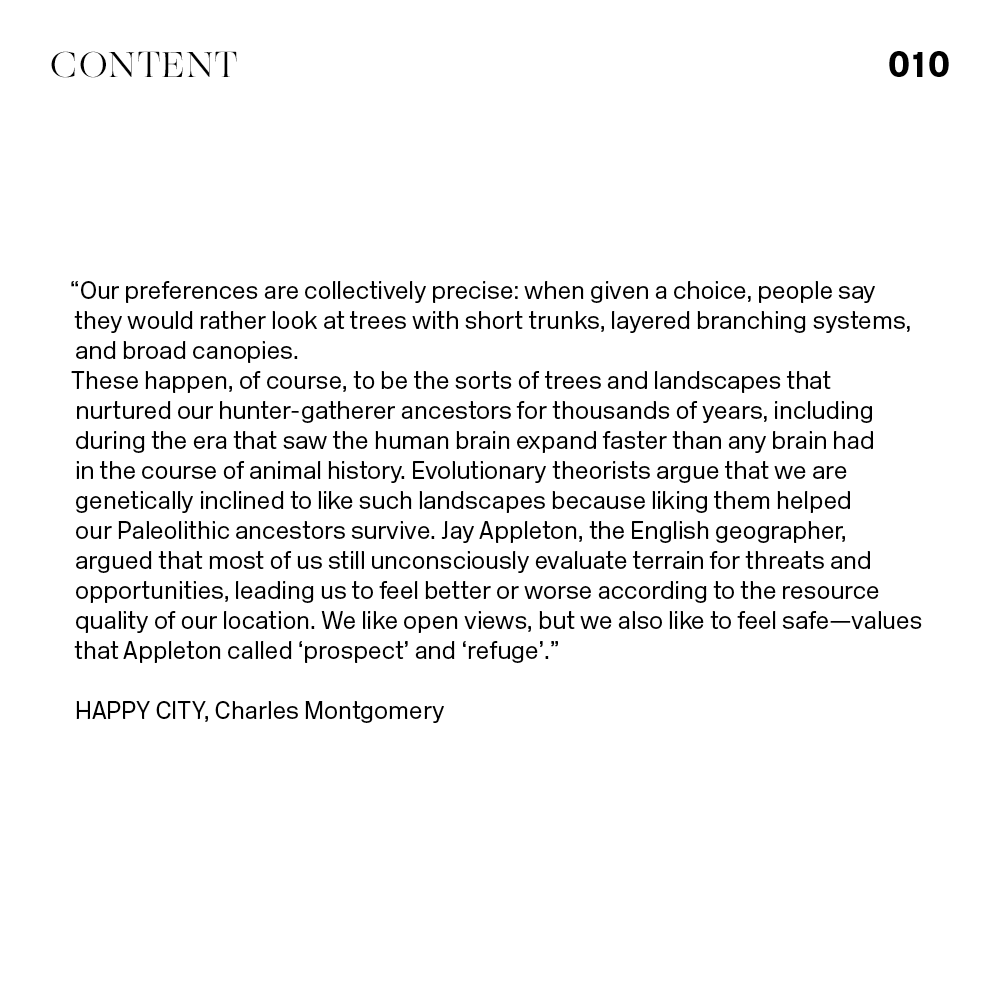 CONTENT
010
“Our preferences are collectively precise: when given a choice, people say
they would rather look at trees with short trunks, layered branching systems,
and broad canopies.
These happen, of course, to be the sorts of trees and landscapes that
nurtured our hunter-gatherer ancestors for thousands of years, including
during the era that saw the human brain expand faster than any brain had
in the course of animal history. Evolutionary theorists argue that we are
genetically inclined to like such landscapes because liking them helped
our Paleolithic ancestors survive. Jay Appleton, the English geographer,
argued that most of us still unconsciously evaluate terrain for threats and
opportunities, leading us to feel better or worse according to the resource
quality of our location. We like open views, but we also like to feel safe—values
that Appleton called ‘prospect’ and ‘refuge’.”
HAPPY CITY, Charles Montgomery